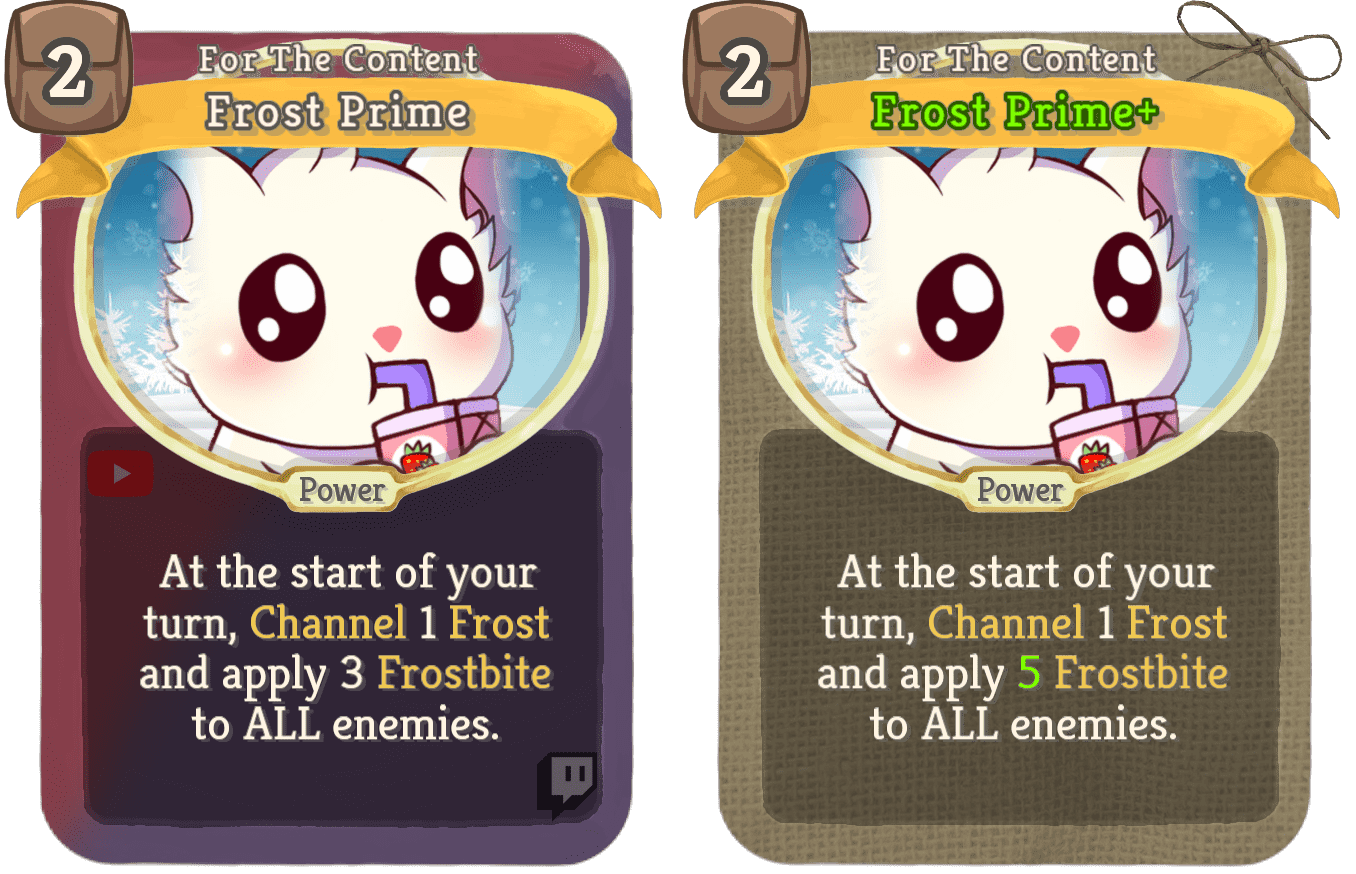 2
For The Content
Frost Prime
Power
At the start of your
turn, Channel 1 Frost
and apply 3 Frostbite
to ALL enemies.
2
For The Content
Frost Prime+
Power
At the start of your
turn, Channel 1 Frost
and apply 5 Frostbite
to ALL enemies.